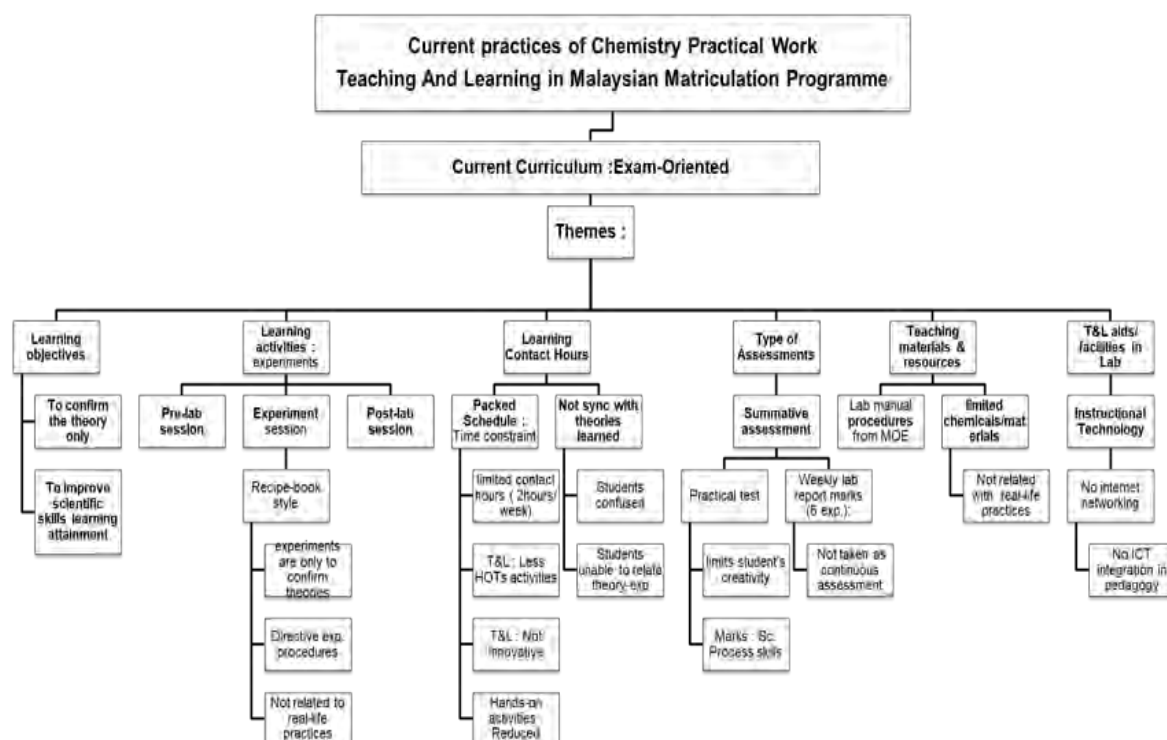 Current practices of Chemistry Practical Work
Teaching And Learning in Malaysian Matriculation Programme
Current Curriculum :Exam-Oriented
Themes :
Learning
objectives
To confirm
the theory
only
To improve
scientific
skills learning
attainment
Learning
activities :
experiments
Pre-lab
session
Experiment
session
Recipe-book
style
experiments
are only to
confirm
theories
Directive exp.
procedures
Not related to
real-life
practices
Post-lab
session
Learning
Contact Hours
Packed
Schedule :
Time constraint
limited contact
hours ( 2hours/
week)
T&L : Less
HOTs activities
T&L : Not
Innovative
Hands-on
activities
Reduced
Not sync with
theories
learned
Students
confused
Students
unable to relate
theory-exp
Type of
Assessments
Summative
assessment
Practical test
limits student's
creativity
Marks : Sc.
Process skills
Weekly lab
report marks
(6 exp.):
Not taken as
continuous
assessment
Teaching
materials &
resources
Lab manual
procedures
from MOE
limited
chemicals/mat
erials
Not related
with real-life
practices
T&L aids/
facilities in
Lab
Instructional
Technology
No internet
networking
No ICT
integration in
pedagogy